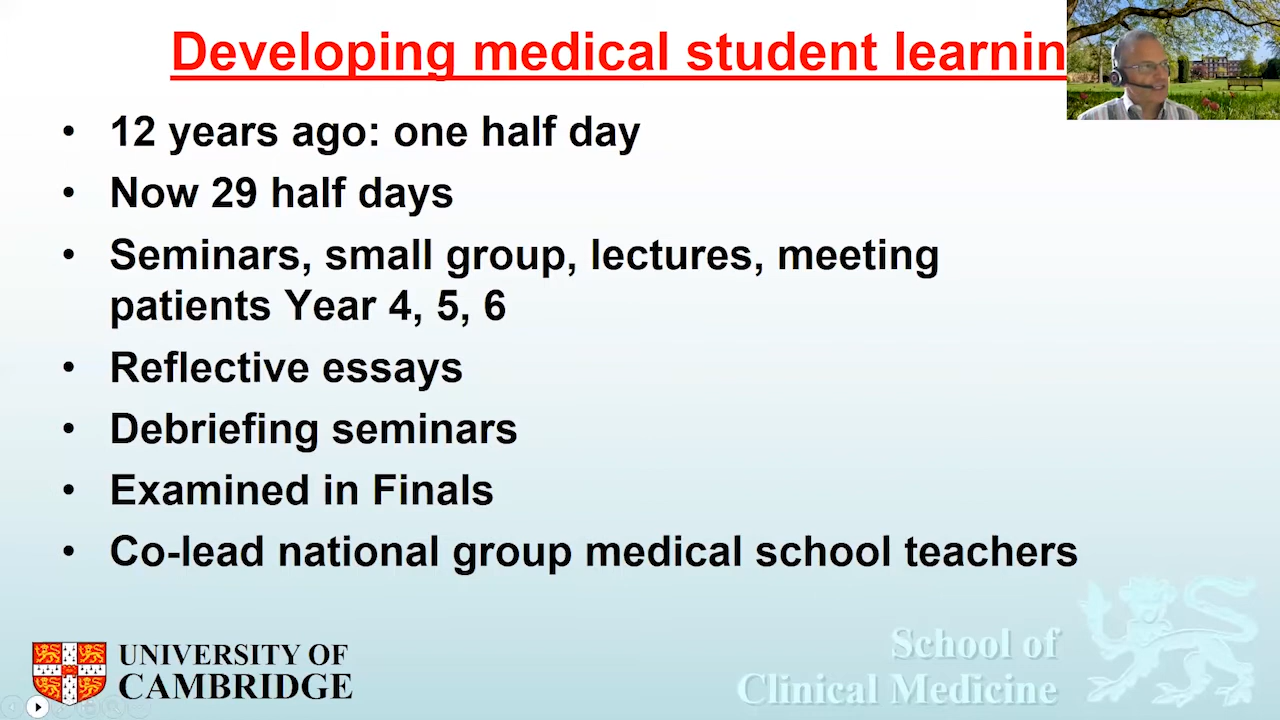 Developing medical student learnin
• 12 years ago: one half day
• Now 29 half days
• Seminars, small group, lectures, meeting
patients Year 4, 5, 6
• Reflective essays
• Debriefing seminars
• Examined in Finals
• Co-lead national group medical school teachers
UNIVERSITY OF
CAMBRIDGE
School of
Clinical Medicine